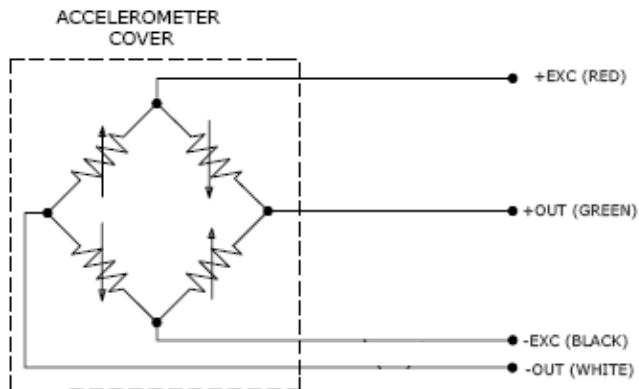 ACCELEROMETER
COVER
+EXC (RED)
+OUT (GREEN)
-EXC (BLACK)
-OUT (WHITE)